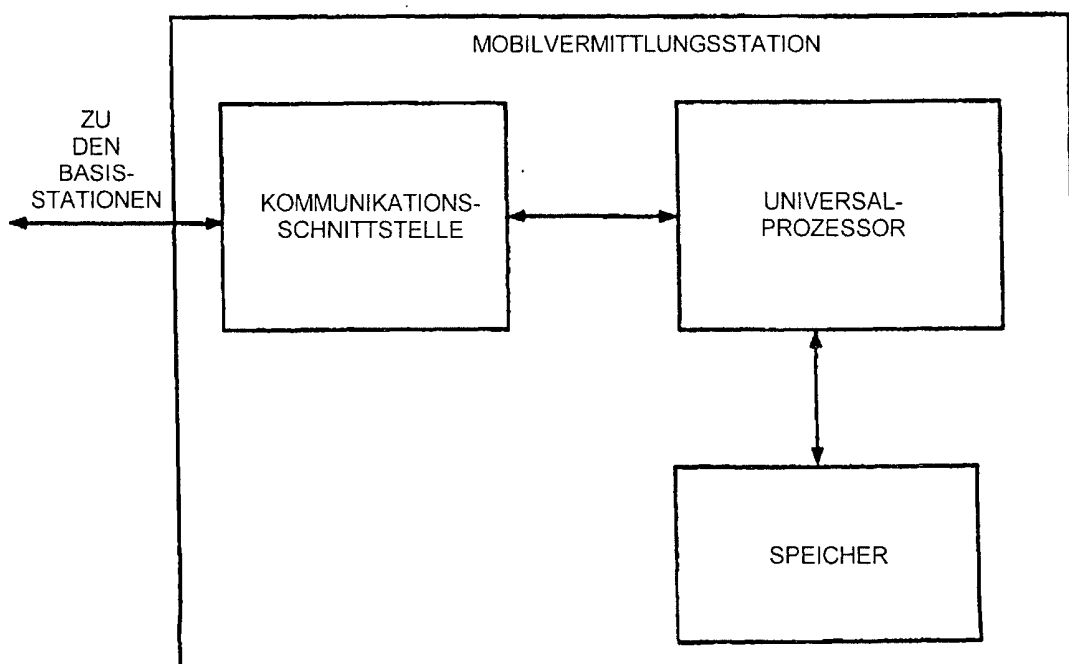 MOBILVERMITTLUNGSSTATION
ZU
DEN
BASIS-
STATIONEN
KOMMUNIKATIONS-
SCHNITTSTELLE
UNIVERSAL-
PROZESSOR
SPEICHER